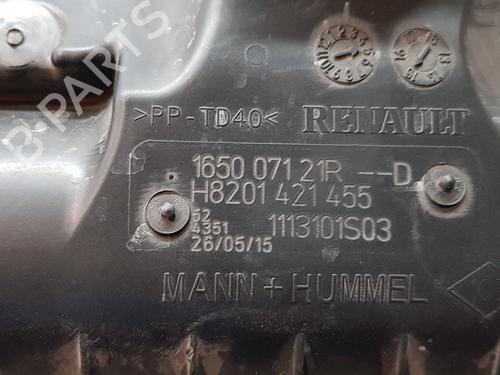 B-PARTS
>PP-TD40< RENAULT
1650 071 21R --D
H8201 421 455
52
4351 1113101S03
26/05/15
MANN+HUMMEL